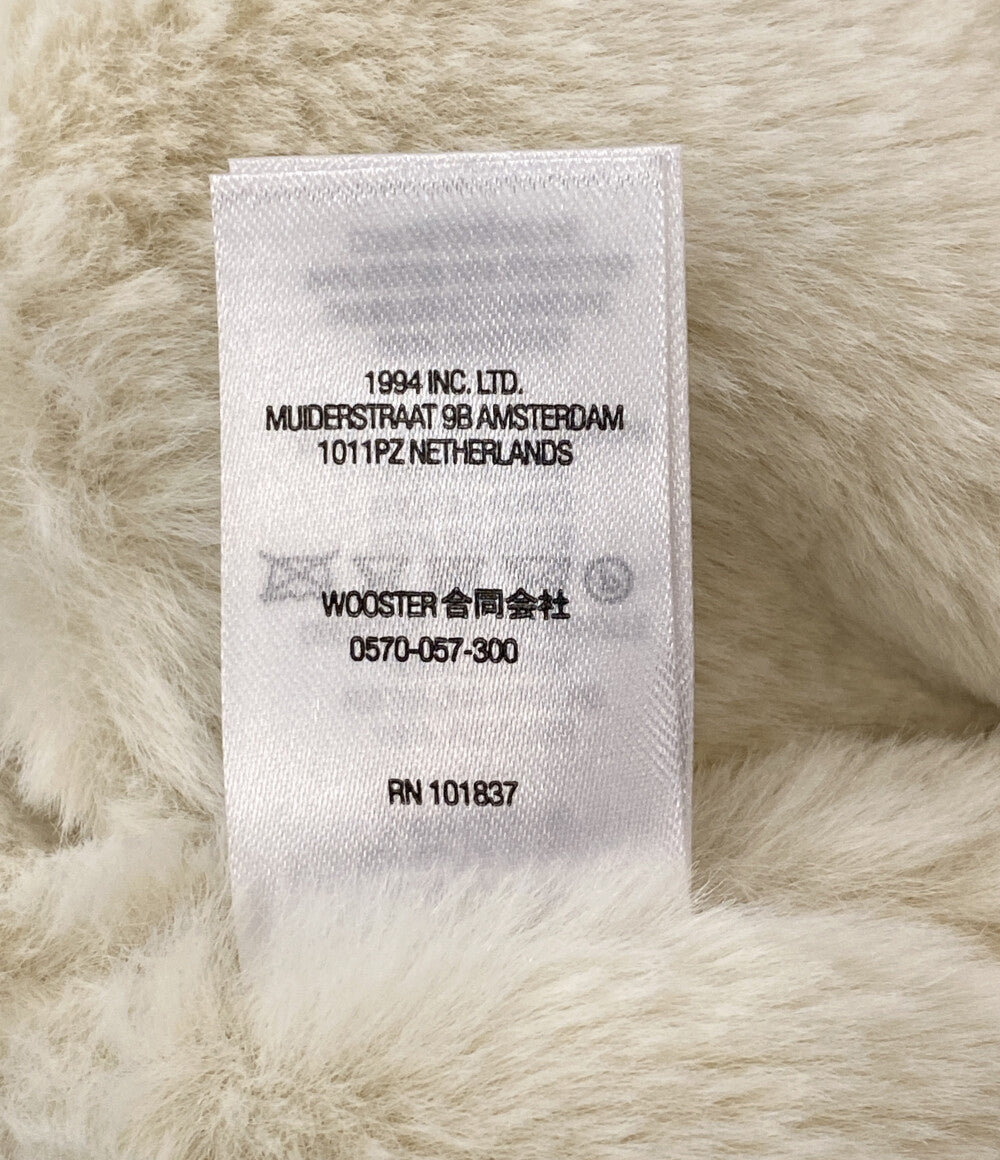 1994 INC. LTD.
MUIDERSTRAAT 9B AMSTERDAM
1011PZ NETHERLANDS
WOOSTER 合同会社
0570-057-300
RN 101837